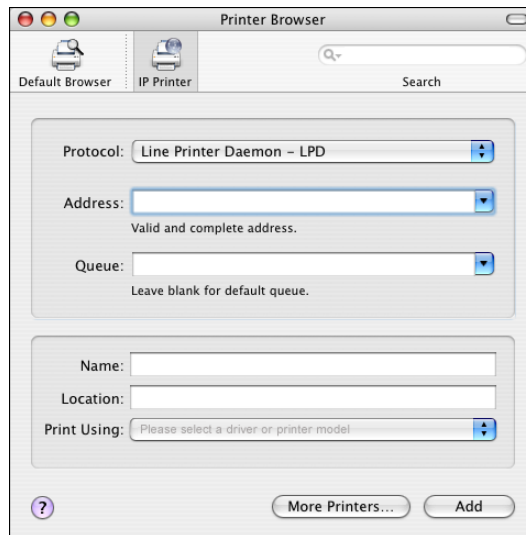 Printer Browser
Default Browser
IP Printer
Search
Protocol: Line Printer Daemon – LPD
Address:
Valid and complete address.
Queue:
Leave blank for default queue.
Name:
Location:
Print Using: Please select a driver or printer model
?
More Printers... Add